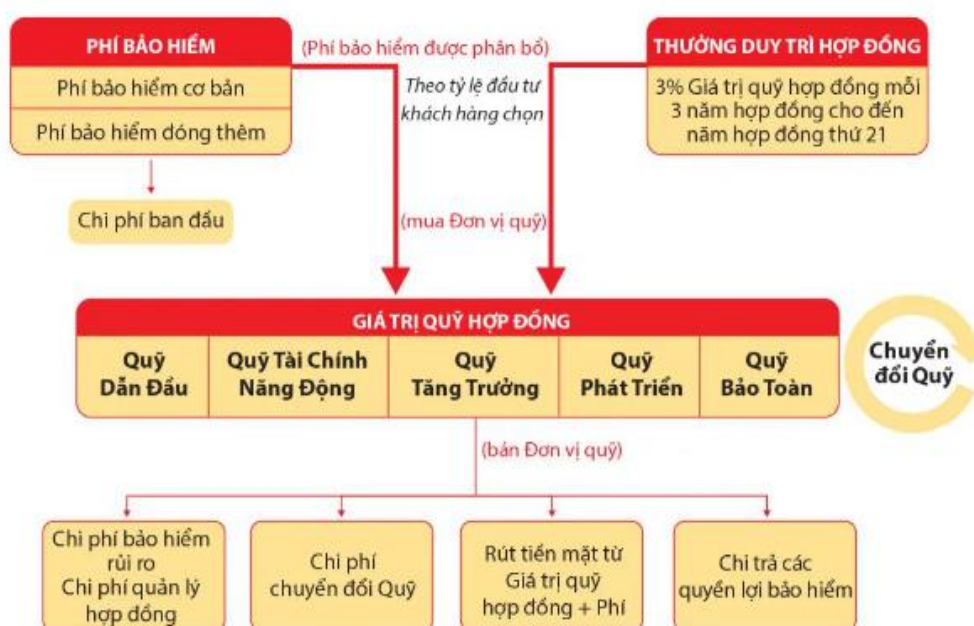 PHÍ BẢO HIỂM
Phí bảo hiểm cơ bản
Phí bảo hiểm đóng thêm
Chi phí ban đầu
(Phí bảo hiểm được phân bổ)
Theo tỷ lệ đầu tư
khách hàng chọn
(mua Đơn vị quỹ)
THƯỞNG DUY TRÌ HỢP ĐỒNG
3% Giá trị quỹ hợp đồng mỗi
3 năm hợp đồng cho đến
năm hợp đồng thứ 21
GIÁ TRỊ QUỸ HỢP ĐỒNG
Quỹ
Dẫn Đầu
Quỹ Tài Chính
Năng Động
Quỹ
Tăng Trưởng
Quỹ
Phát Triển
Quỹ
Bảo Toàn
Chuyển
đổi Quỹ
(bán Đơn vị quỹ)
Chi phí bảo hiểm
rủi ro
Chi phí quản lý
hợp đồng
Chi phí
chuyển đổi Quỹ
Rút tiền mặt từ
Giá trị quỹ
hợp đồng + Phí
Chi trả các
quyền lợi bảo hiểm